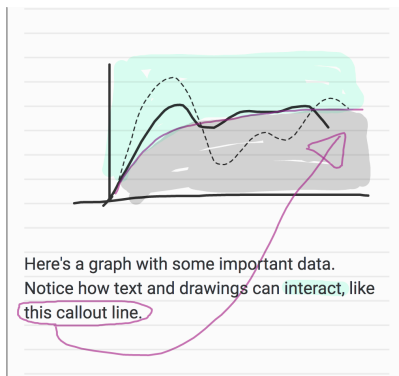 Here's a graph with some important data.
Notice how text and drawings can interact, like
this callout line.